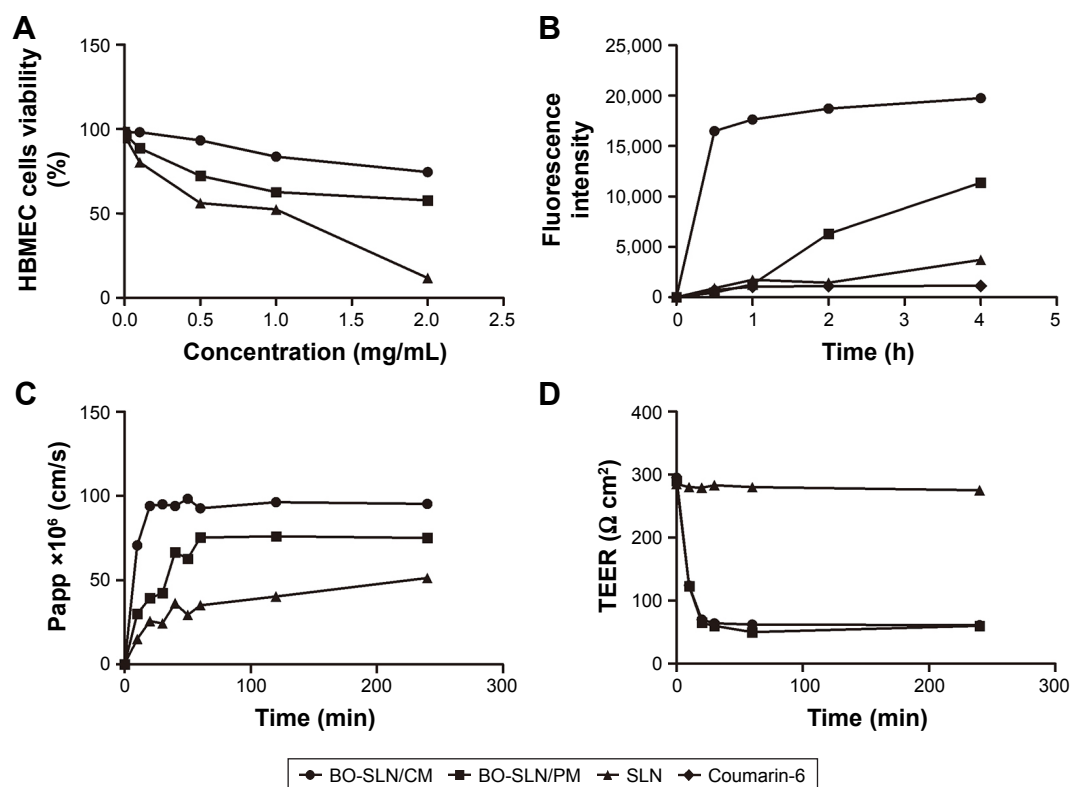 A
HBMEC cells viability
(%)
150
100
50
0
0.0 0.5 1.0 1.5 2.0 2.5
Concentration (mg/mL)
B
Fluorescence
intensity
25,000
20,000
15,000
10,000
5,000
0
0 1 2 3 4 5
Time (h)
C
Papp ×10⁶ (cm/s)
150
100
50
0
0 100 200 300
Time (min)
D
TEER (Ω cm²)
400
300
200
100
0
0 100 200 300
Time (min)
BO-SLN/CM BO-SLN/PM SLN Coumarin-6